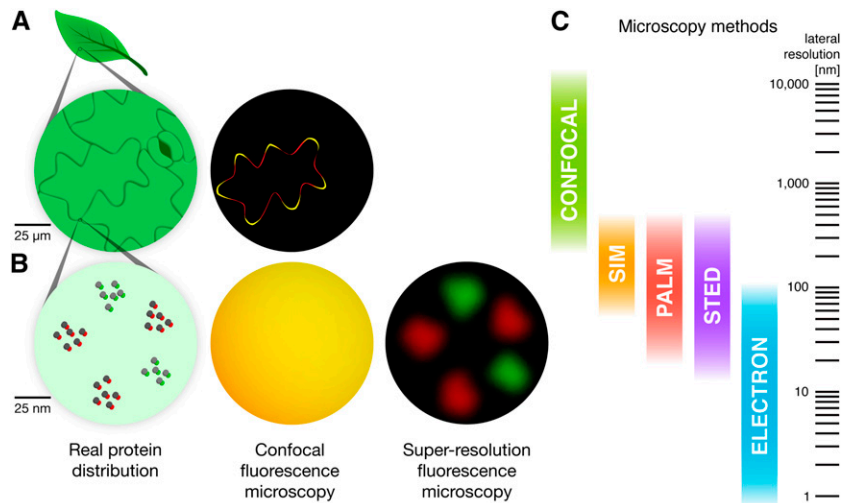 A
25 µm
B
25 nm
Real protein
distribution
Confocal
fluorescence
microscopy
Super-resolution
fluorescence
microscopy
C
Microscopy methods
lateral
resolution
[nm]
CONFOCAL
SIM
PALM
STED
ELECTRON
10,000
1,000
100
10
1